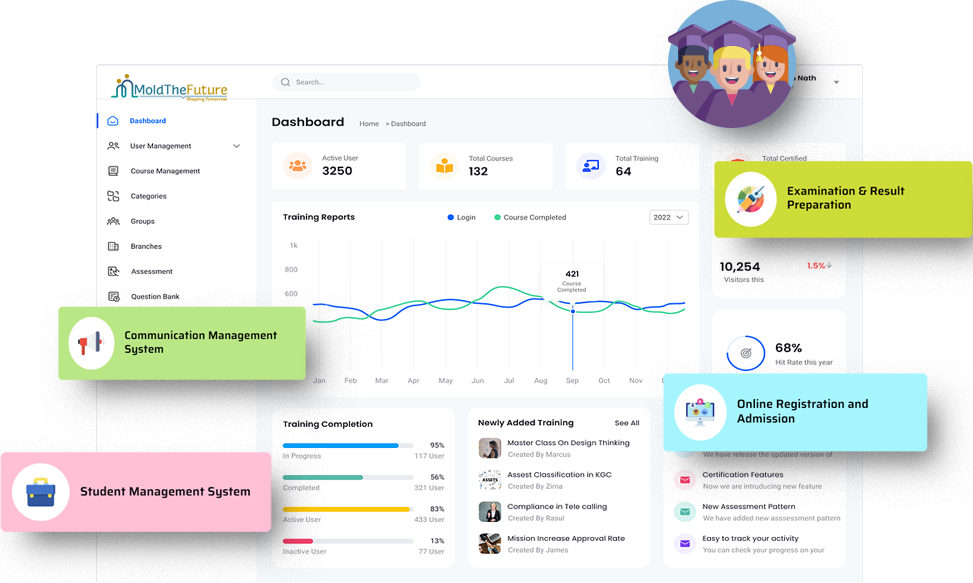 MoldTheFuture
Shaping Tomorrow
Search...
Nath
Dashboard
User Management
Course Management
Categories
Groups
Branches
Assessment
Question Bank
Dashboard
Home > Dashboard
Active User
3250
Total Courses
132
Total Training
64
Total Certified
Examination & Result
Preparation
Training Reports
Login
Course Completed
2022
1k
800
600
421
Course
Completed
Jan Feb Mar Apr May Jun Jul Aug Sep Oct Nov
10,254
1.5%
Visitors this
68%
Hit Rate this year
Communication Management
System
Online Registration and
Admission
Student Management System
Training Completion
95%
In Progress 117 User
56%
Completed 321 User
83%
Active User 433 User
13%
Inactive User 77 User
Newly Added Training See All
Master Class On Design Thinking
Created By Marcus
Assest Classification in KGC
Created By Zima
ASSETS
Compliance in Tele calling
Created By Rasul
Mission Increase Approval Rate
Created By James
We have release the updated version of
Certification Features
Now we are intruducing new feature
New Assessment Pattern
We have added new asssesment pattern
Easy to track your activity
You can check your progress on your